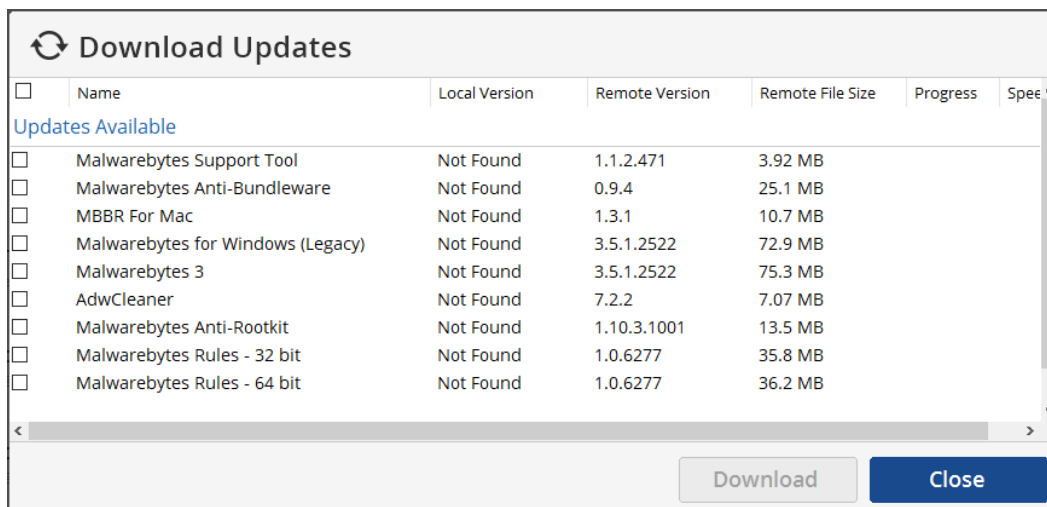 Download Updates
Name Local Version Remote Version Remote File Size Progress Spee
Updates Available
Malwarebytes Support Tool Not Found 1.1.2.471 3.92 MB
Malwarebytes Anti-Bundleware Not Found 0.9.4 25.1 MB
MBBR For Mac Not Found 1.3.1 10.7 MB
Malwarebytes for Windows (Legacy) Not Found 3.5.1.2522 72.9 MB
Malwarebytes 3 Not Found 3.5.1.2522 75.3 MB
AdwCleaner Not Found 7.2.2 7.07 MB
Malwarebytes Anti-Rootkit Not Found 1.10.3.1001 13.5 MB
Malwarebytes Rules - 32 bit Not Found 1.0.6277 35.8 MB
Malwarebytes Rules - 64 bit Not Found 1.0.6277 36.2 MB
Download Close